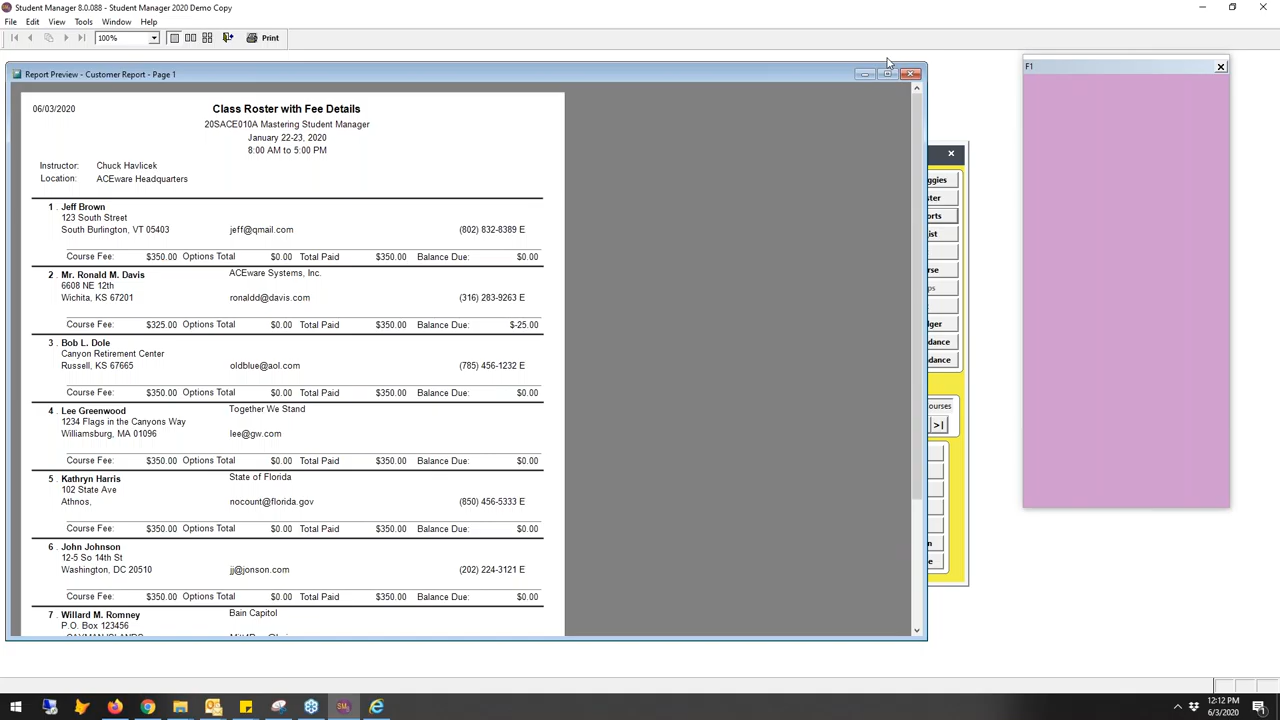 Student Manager 8.0.088 - Student Manager 2020 Demo Copy
File Edit View Tools Window Help
100% Print
Report Preview - Customer Report - Page 1
F1
06/03/2020 Class Roster with Fee Details
20SACE010A Mastering Student Manager
January 22-23, 2020
8:00 AM to 5:00 PM
Instructor: Chuck Havlicek
Location: ACEware Headquarters
1 . Jeff Brown
123 South Street
South Burlington, VT 05403 jeff@qmail.com (802) 832-8389 E
Course Fee: $350.00 Options Total $0.00 Total Paid $350.00 Balance Due: $0.00
2 . Mr. Ronald M. Davis ACEware Systems, Inc.
6608 NE 12th
Wichita, KS 67201 ronaldd@davis.com (316) 283-9263 E
Course Fee: $325.00 Options Total $0.00 Total Paid $350.00 Balance Due: $-25.00
3 . Bob L. Dole
Canyon Retirement Center
Russell, KS 67665 oldblue@aol.com (785) 456-1232 E
Course Fee: $350.00 Options Total $0.00 Total Paid $350.00 Balance Due: $0.00
4 . Lee Greenwood Together We Stand
1234 Flags in the Canyons Way
Williamsburg, MA 01096 lee@gw.com
Course Fee: $350.00 Options Total $0.00 Total Paid $350.00 Balance Due: $0.00
5 . Kathryn Harris State of Florida
102 State Ave
Athnos, nocount@florida.gov (850) 456-5333 E
Course Fee: $350.00 Options Total $0.00 Total Paid $350.00 Balance Due: $0.00
6 . John Johnson
12-5 So 14th St
Washington, DC 20510 jj@jonson.com (202) 224-3121 E
Course Fee: $350.00 Options Total $0.00 Total Paid $350.00 Balance Due: $0.00
7 . Willard M. Romney Bain Capitol
P.O. Box 123456
ggies
ster
orts
ist
rse
ps
dger
dance
dance
ourses
>|
n
e
12:12 PM
6/3/2020